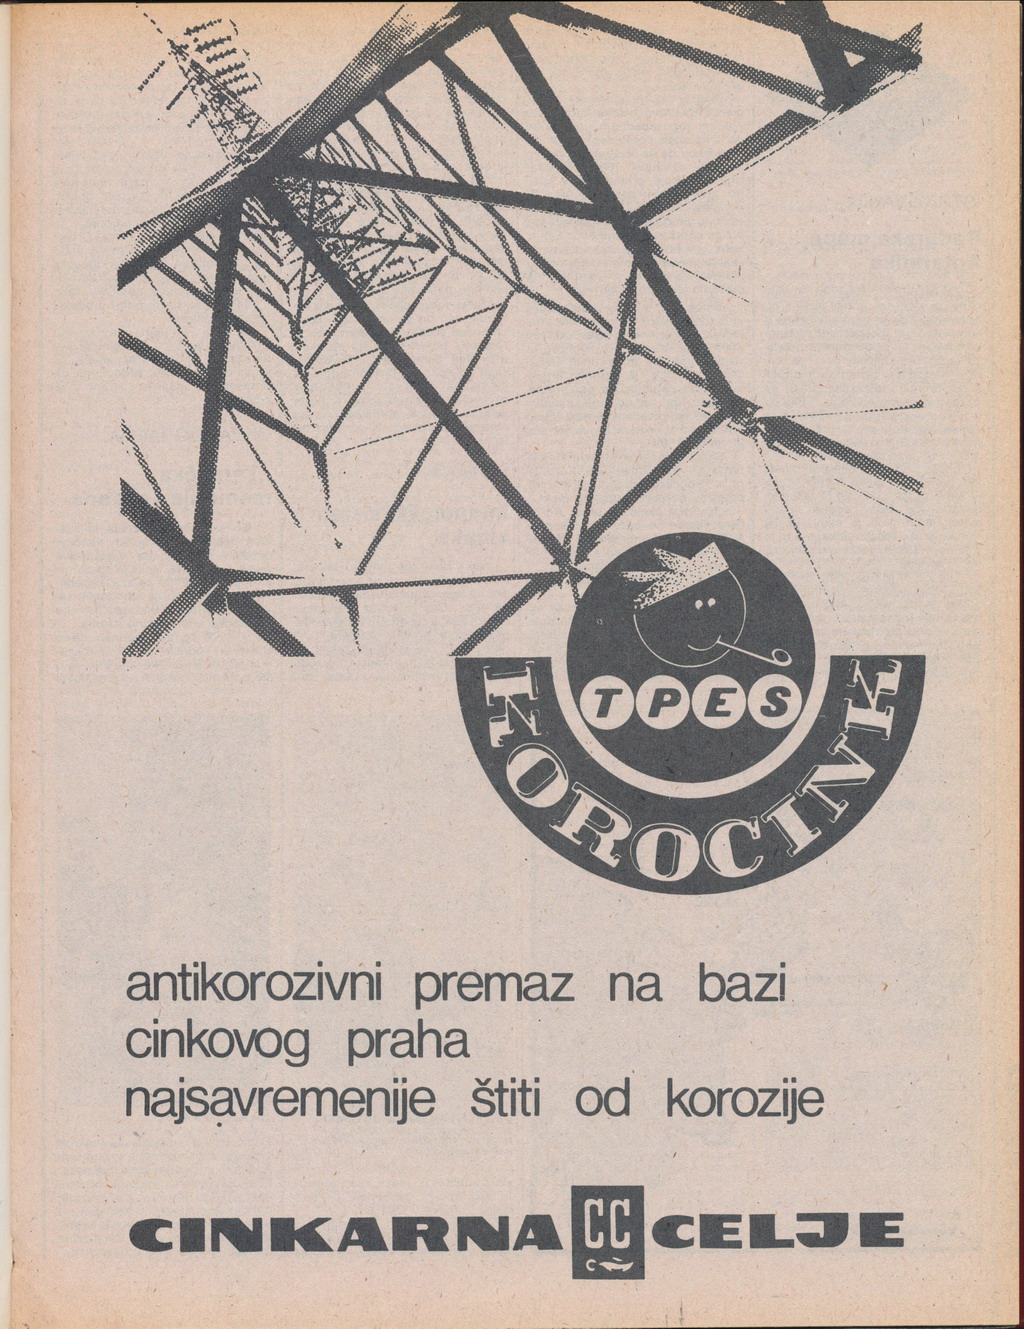 TPES
KOROCINK
antikorozivni premaz na bazi
cinkovog praha
najsavremenije štiti od korozije
CINKARNA CC CELJE